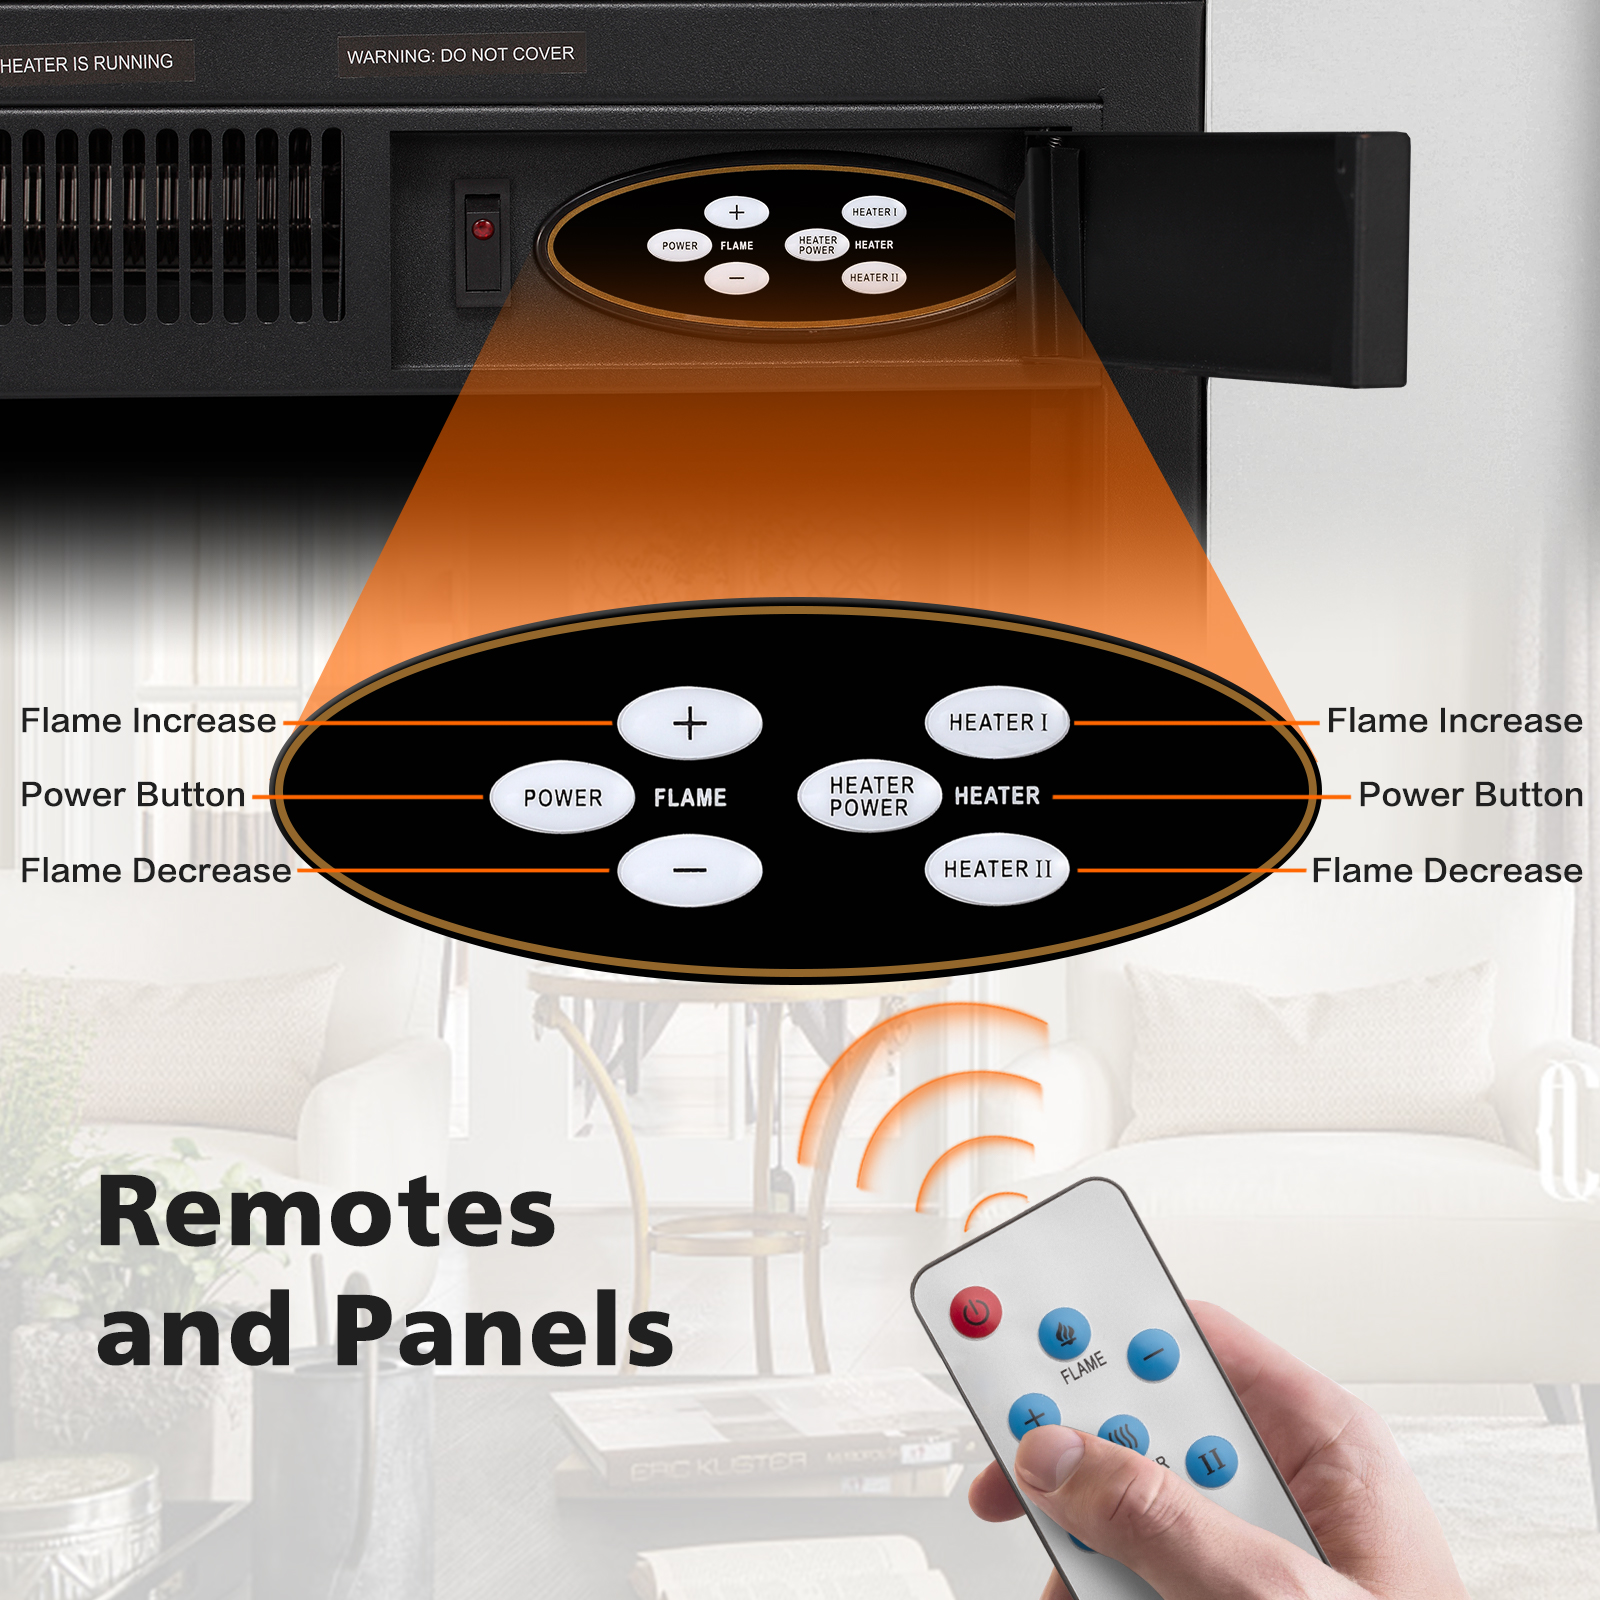 HEATER IS RUNNING
WARNING: DO NOT COVER
+
HEATER I
POWER
FLAME
HEATER POWER
HEATER
−
HEATER II
Flame Increase
+
HEATER I
Flame Increase
Power Button
POWER
FLAME
HEATER
POWER
HEATER
Power Button
Flame Decrease
−
HEATER II
Flame Decrease
Remotes
and Panels
FLAME
−
+
II
ERIC KUSTER